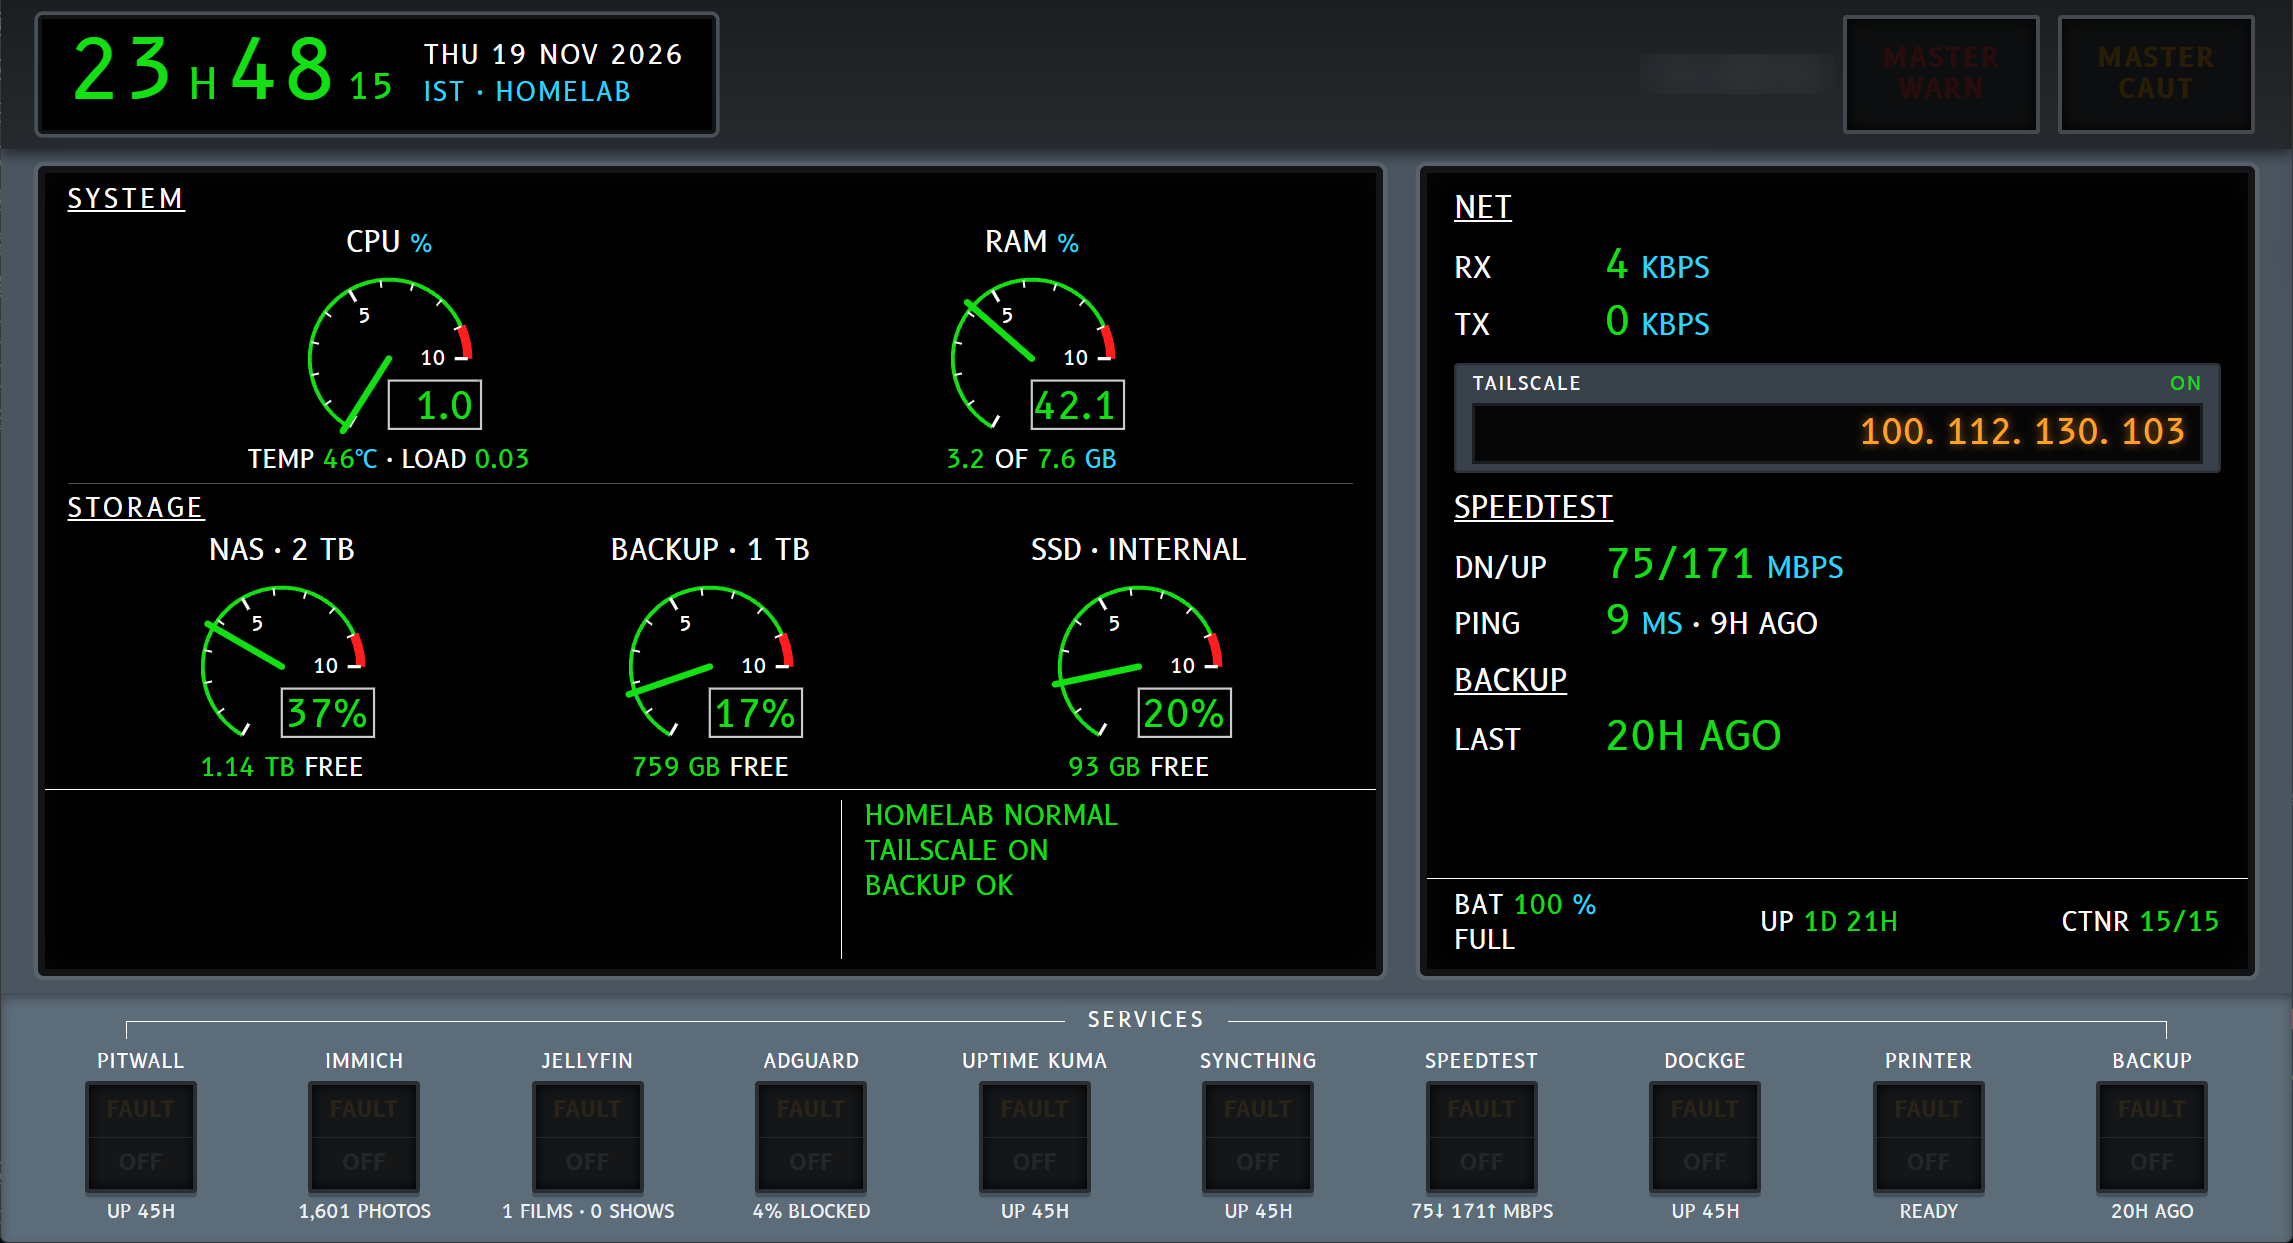 23 H 48 15
THU 19 NOV 2026
IST · HOMELAB
MASTER WARN
MASTER CAUT
SYSTEM
CPU %
5
10
1.0
TEMP 46°C · LOAD 0.03
RAM %
5
10
42.1
3.2 OF 7.6 GB
STORAGE
NAS · 2 TB
5
10
37%
1.14 TB FREE
BACKUP · 1 TB
5
10
17%
759 GB FREE
SSD · INTERNAL
5
10
20%
93 GB FREE
HOMELAB NORMAL
TAILSCALE ON
BACKUP OK
NET
RX 4 KBPS
TX 0 KBPS
TAILSCALE ON
100. 112. 130. 103
SPEEDTEST
DN/UP 75/171 MBPS
PING 9 MS · 9H AGO
BACKUP
LAST 20H AGO
BAT 100 %
FULL
UP 1D 21H
CTNR 15/15
SERVICES
PITWALL
FAULT
OFF
UP 45H
IMMICH
FAULT
OFF
1,601 PHOTOS
JELLYFIN
FAULT
OFF
1 FILMS · 0 SHOWS
ADGUARD
FAULT
OFF
4% BLOCKED
UPTIME KUMA
FAULT
OFF
UP 45H
SYNCTHING
FAULT
OFF
UP 45H
SPEEDTEST
FAULT
OFF
75↓ 171↑ MBPS
DOCKGE
FAULT
OFF
UP 45H
PRINTER
FAULT
OFF
READY
BACKUP
FAULT
OFF
20H AGO